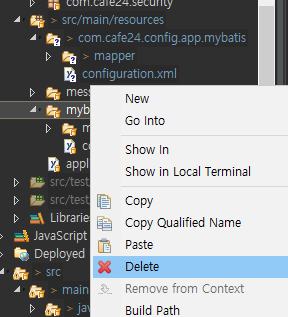 com.cafe24.security
> src/main/resources
> com.cafe24.config.app.mybatis
> mapper
configuration.xml
mes
myb
m
co
appl
src/test
src/test
Libraries
JavaScript
Deployed
> src
> main
> jav
New
Go Into
Show In
Show in Local Terminal
Copy
Copy Qualified Name
Paste
Delete
Remove from Context
Build Path